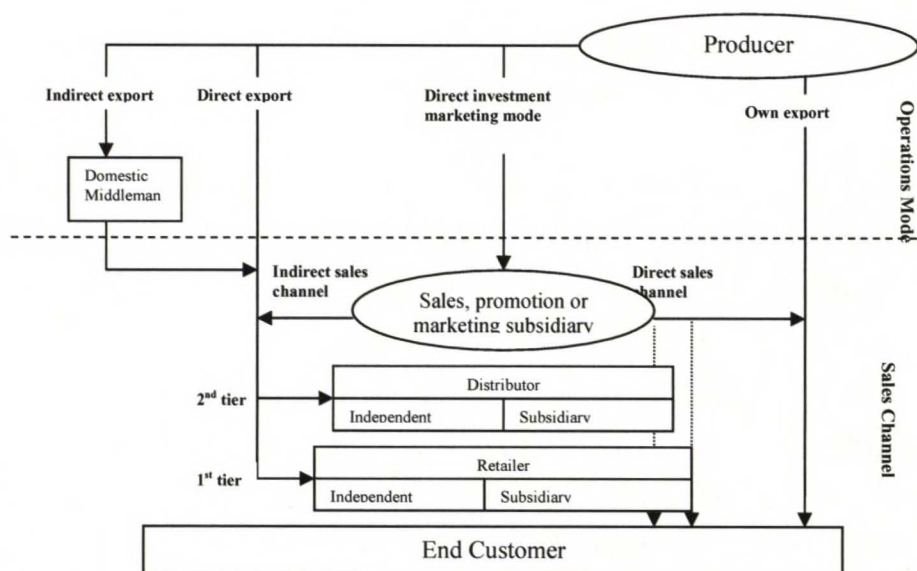 Producer
Indirect export
Direct export
Direct investment
marketing mode
Own export
Operations Mode
Domestic
Middleman
Indirect sales
channel
Direct sales
channel
Sales, promotion or
marketing subsidiary
Sales Channel
Distributor
2nd tier
Independent
Subsidiary
Retailer
1st tier
Independent
Subsidiary
End Customer